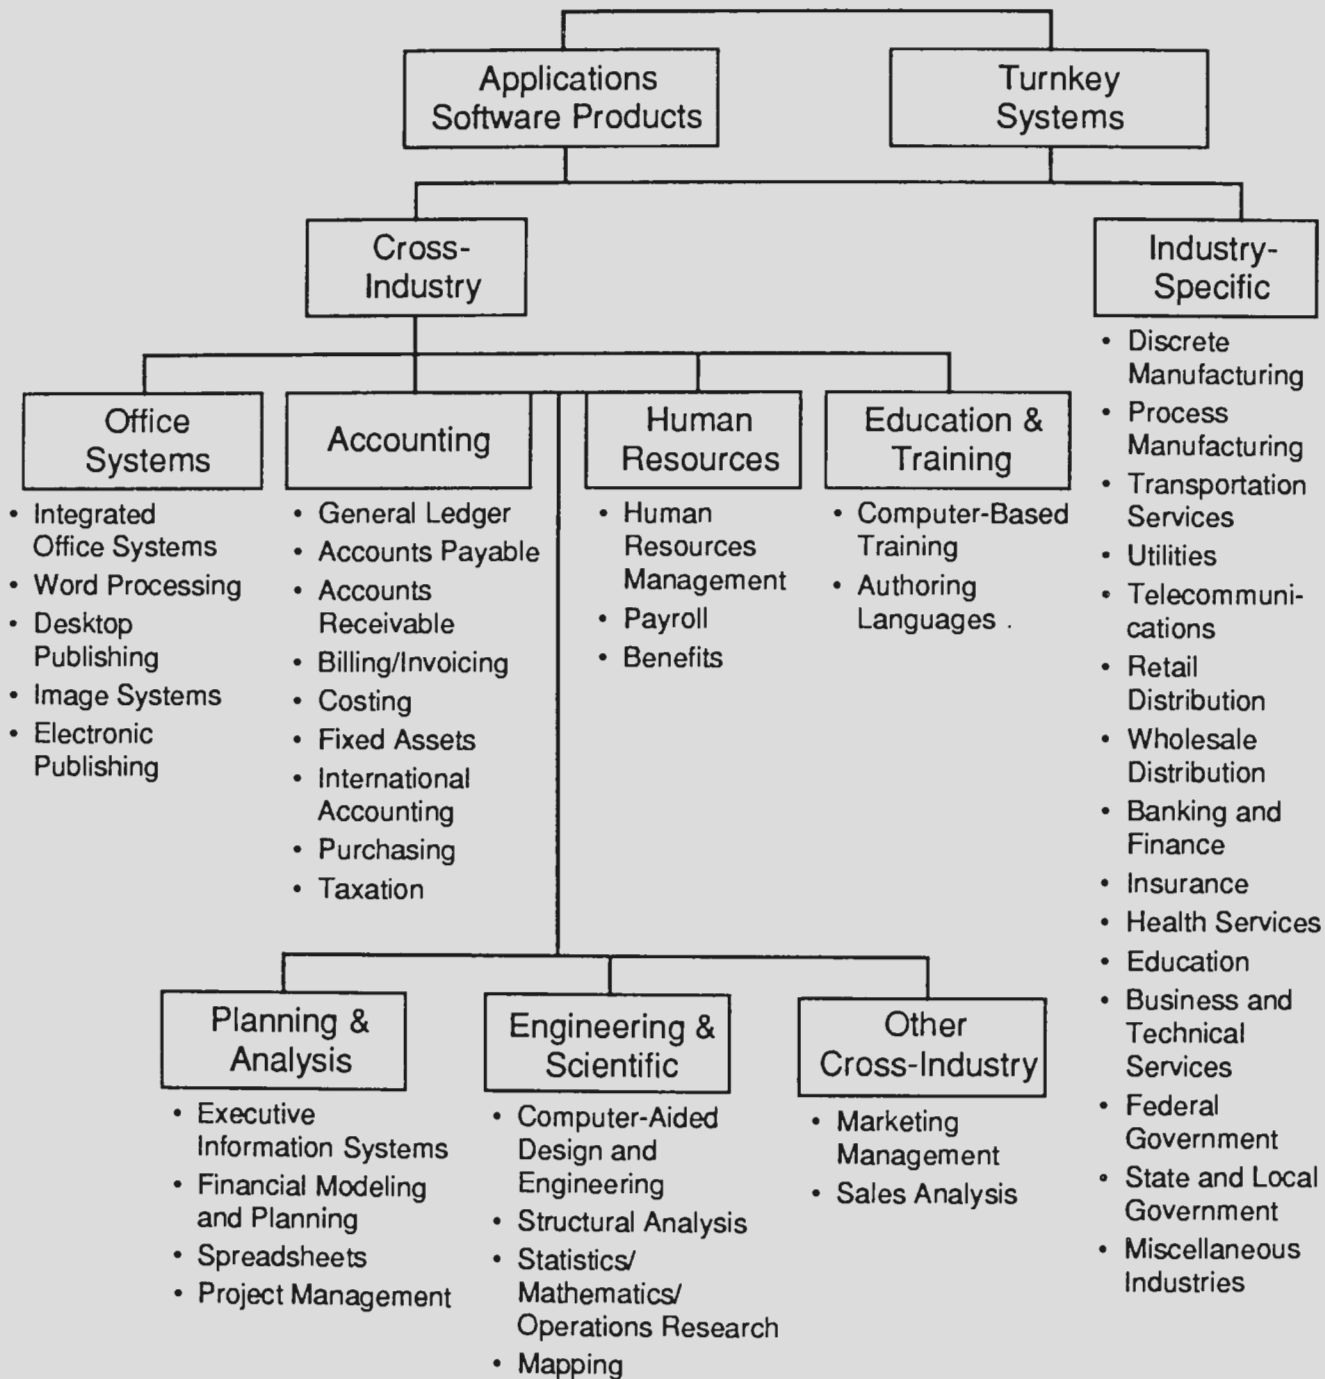 Applications
Software Products
Turnkey
Systems
Cross-
Industry
Industry-
Specific
• Discrete
Manufacturing
• Process
Manufacturing
• Transportation
Services
• Utilities
• Telecommuni-
cations
• Retail
Distribution
• Wholesale
Distribution
• Banking and
Finance
• Insurance
• Health Services
• Education
• Business and
Technical
Services
• Federal
Government
• State and Local
Government
• Miscellaneous
Industries
Office
Systems
• Integrated
Office Systems
• Word Processing
• Desktop
Publishing
• Image Systems
• Electronic
Publishing
Accounting
• General Ledger
• Accounts Payable
• Accounts
Receivable
• Billing/Invoicing
• Costing
• Fixed Assets
• International
Accounting
• Purchasing
• Taxation
Human
Resources
• Human
Resources
Management
• Payroll
• Benefits
Education &
Training
• Computer-Based
Training
• Authoring
Languages
Planning &
Analysis
• Executive
Information Systems
• Financial Modeling
and Planning
• Spreadsheets
• Project Management
Engineering &
Scientific
• Computer-Aided
Design and
Engineering
• Structural Analysis
• Statistics/
Mathematics/
Operations Research
• Mapping
Other
Cross-Industry
• Marketing
Management
• Sales Analysis